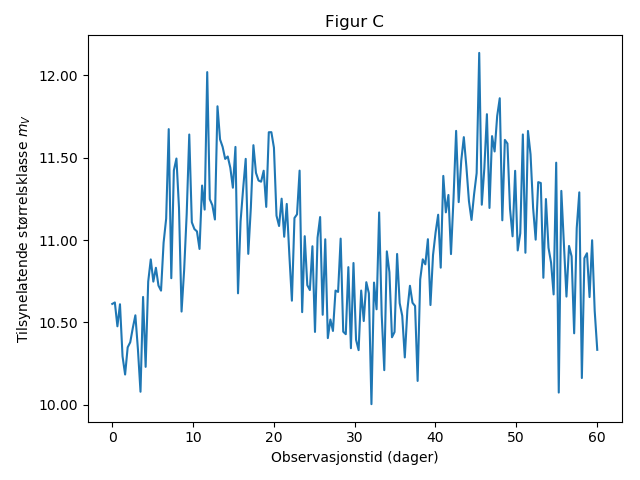 Figur C
Tilsynelatende størrelsklasse m_V
12.00
11.50
11.00
10.50
10.00
0 10 20 30 40 50 60
Observasjonstid (dager)